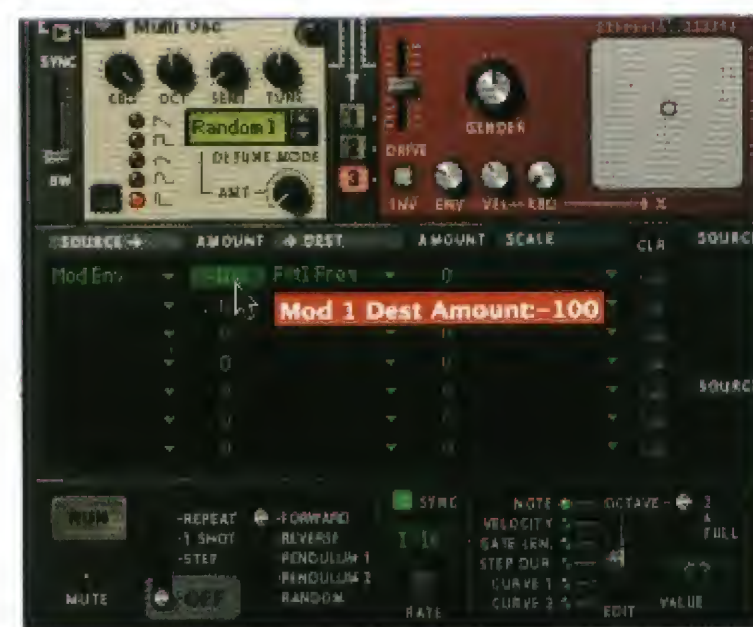 Multi Osc
SYNC
OCT SEMI TUNE
Random 1
DETUNE MODE
AMT
BW
1
2
3
DRIVE
GENDER
INV ENV VEL KBD X
SOURCE AMOUNT DEST. AMOUNT SCALE CLR SOURCE
Mod Env Filt1 Freq 0
Mod 1 Dest Amount:-100
0
0
0
SOURCE
RUN
-REPEAT
-1 SHOT
-STEP
-FORWARD
REVERSE
-PENDULUM 1
-PENDULUM 2
RANDOM
MUTE
OFF
SYNC
RATE
NOTE
VELOCITY
GATE LEN.
STEP DUR
CURVE 1
CURVE 2
OCTAVE
EDIT
FULL
VALUE